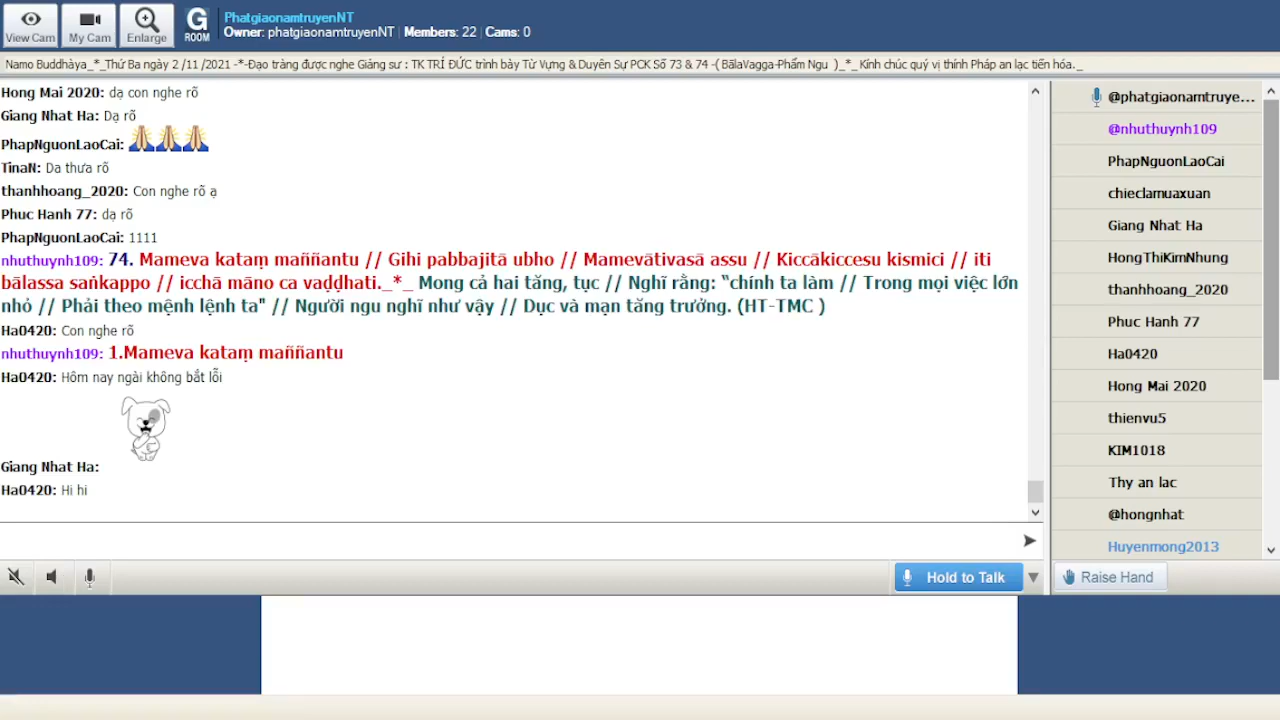 View Cam
My Cam
Enlarge
G
ROOM
PhatgiaonamtruyenNT
Owner: phatgiaonamtruyenNT | Members: 22 | Cams: 0
Namo Buddhàya_*_Thứ Ba ngày 2 /11 /2021 -*-Đạo tràng được nghe Giảng sư : TK TRÍ ĐỨC trình bày Từ Vựng & Duyên Sự PCK Số 73 & 74 -( BãlaVagga-Phẩm Ngu )_*_ Kính chúc quý vị thính Pháp an lạc tiến hóa._
Hong Mai 2020: dạ con nghe rõ
Giang Nhat Ha: Dạ rõ
PhapNguonLaoCai:
TinaN: Da thưa rõ
thanhhoang_2020: Con nghe rõ ạ
Phuc Hanh 77: dạ rõ
PhapNguonLaoCai: 1111
nhuthuynh109: 74. Mameva kataṃ maññantu // Gihi pabbajitā ubho // Mamevātivasā assu // Kiccākiccesu kismici // iti
bālassa saṅkappo // icchā māno ca vaḍḍhati._*_ Mong cả hai tăng, tục // Nghĩ rằng: “chính ta làm // Trong mọi việc lớn
nhỏ // Phải theo mệnh lệnh ta" // Người ngu nghĩ như vậy // Dục và mạn tăng trưởng. (HT-TMC )
Ha0420: Con nghe rõ
nhuthuynh109: 1.Mameva kataṃ maññantu
Ha0420: Hôm nay ngài không bắt lỗi
Giang Nhat Ha:
Ha0420: Hi hi
@phatgiaonamtruye...
@nhuthuynh109
PhapNguonLaoCai
chieclamuaxuan
Giang Nhat Ha
HongThiKimNhung
thanhhoang_2020
Phuc Hanh 77
Ha0420
Hong Mai 2020
thienvu5
KIM1018
Thy an lac
@hongnhat
Huyenmong2013
Hold to Talk
Raise Hand